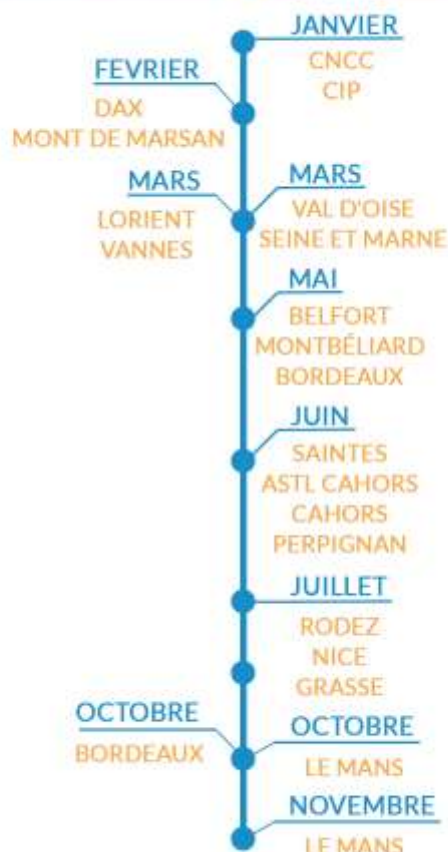 JANVIER
CNCC
CIP
FEVRIER
DAX
MONT DE MARSAN
MARS
LORIENT
VANNES
MARS
VAL D'OISE
SEINE ET MARNE
MAI
BELFORT
MONTBÉLIARD
BORDEAUX
JUIN
SAINTES
ASTL CAHORS
CAHORS
PERPIGNAN
JUILLET
RODEZ
NICE
GRASSE
OCTOBRE
BORDEAUX
OCTOBRE
LE MANS
NOVEMBRE
LE MANS